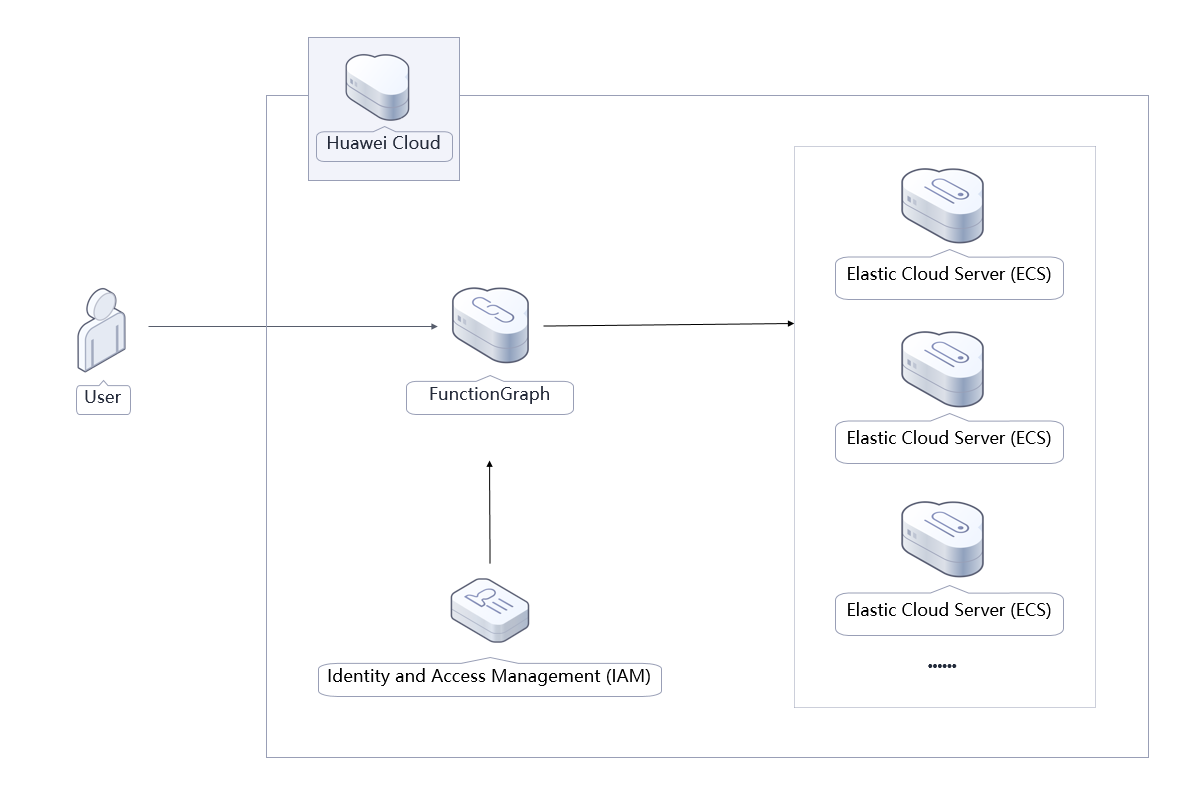 Huawei Cloud
Elastic Cloud Server (ECS)
User
FunctionGraph
Elastic Cloud Server (ECS)
Elastic Cloud Server (ECS)
Identity and Access Management (IAM)
••••••